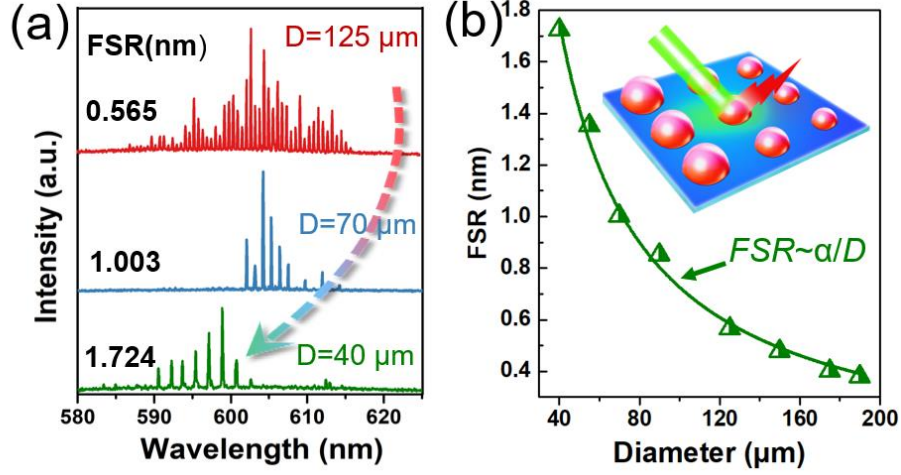 (a)
FSR(nm)
D=125 μm
0.565
D=70 μm
1.003
D=40 μm
1.724
Intensity (a.u.)
580 590 600 610 620
Wavelength (nm)
(b)
1.8
1.6
1.4
1.2
1.0
0.8
0.6
0.4
FSR (nm)
FSR~α/D
40 80 120 160 200
Diameter (μm)